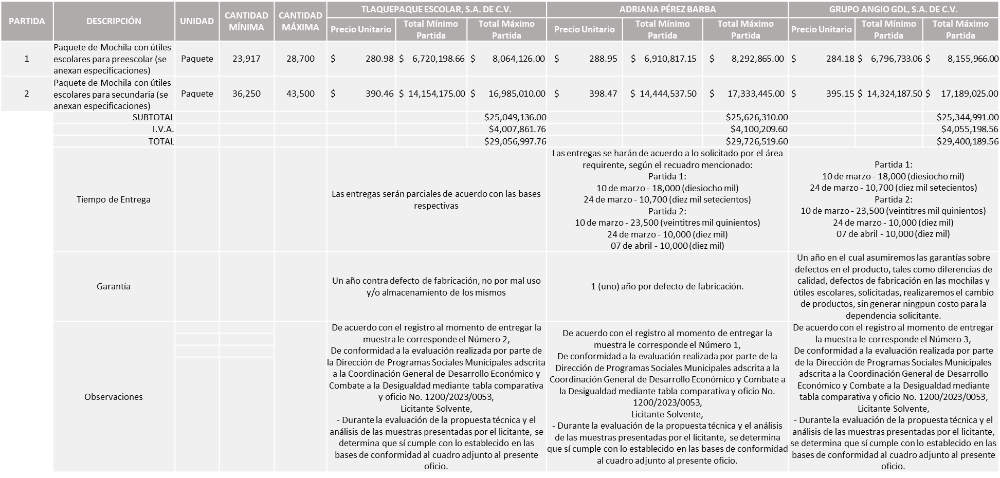 PARTIDA
DESCRIPCIÓN
UNIDAD
CANTIDAD
MÍNIMA
CANTIDAD
MÁXIMA
TLAQUEPAQUE ESCOLAR, S.A. DE C.V.
ADRIANA PÉREZ BARBA
GRUPO ANGIO GDL, S.A. DE C.V.
Precio Unitario
Total Mínimo
Partida
Total Máximo
Partida
Precio Unitario
Total Mínimo
Partida
Total Máximo
Partida
Precio Unitario
Total Mínimo
Partida
Total Máximo
Partida
1
Paquete de Mochila con útiles
escolares para preescolar (se
anexan especificaciones)
Paquete
23,917
28,700
$ 280.98
$ 6,720,198.66
$ 8,064,126.00
$ 288.95
$ 6,910,817.15
$ 8,292,865.00
$ 284.18
$ 6,796,733.06
$ 8,155,966.00
2
Paquete de Mochila con útiles
escolares para secundaria (se
anexan especificaciones)
Paquete
36,250
43,500
$ 390.46
$ 14,154,175.00
$ 16,985,010.00
$ 398.47
$ 14,444,537.50
$ 17,333,445.00
$ 395.15
$ 14,324,187.50
$ 17,189,025.00
SUBTOTAL
$25,049,136.00
$25,626,310.00
$25,344,991.00
I.V.A.
$4,007,861.76
$4,100,209.60
$4,055,198.56
TOTAL
$29,056,997.76
$29,726,519.60
$29,400,189.56
Tiempo de Entrega
Las entregas serán parciales de acuerdo con las bases
respectivas
Las entregas se harán de acuerdo a lo solicitado por el área
requirente, según el recuadro mencionado:
Partida 1:
10 de marzo - 18,000 (diesiocho mil)
24 de marzo - 10,700 (diez mil setecientos)
Partida 2:
10 de marzo - 23,500 (veintitres mil quinientos)
24 de marzo - 10,000 (diez mil)
07 de abril - 10,000 (diez mil)
Partida 1:
10 de marzo - 18,000 (diesiocho mil)
24 de marzo - 10,700 (diez mil setecientos)
Partida 2:
10 de marzo - 23,500 (veintitres mil quinientos)
24 de marzo - 10,000 (diez mil)
07 de abril - 10,000 (diez mil)
Garantía
Un año contra defecto de fabricación, no por mal uso
y/o almacenamiento de los mismos
1 (uno) año por defecto de fabricación.
Un año en el cual asumiremos las garantías sobre
defectos en el producto, tales como diferencias de
calidad, defectos de fabricación en las mochilas y
útiles escolares, solicitadas, realizaremos el cambio
de productos, sin generar ningpun costo para la
dependencia solicitante.
Observaciones
De acuerdo con el registro al momento de entregar la
muestra le corresponde el Número 2,
De conformidad a la evaluación realizada por parte de
la Dirección de Programas Sociales Municipales adscrita
a la Coordinación General de Desarrollo Económico y
Combate a la Desigualdad mediante tabla comparativa
y oficio No. 1200/2023/0053,
Licitante Solvente,
- Durante la evaluación de la propuesta técnica y el
análisis de las muestras presentadas por el licitante, se
determina que sí cumple con lo establecido en las
bases de conformidad al cuadro adjunto al presente
oficio.
De acuerdo con el registro al momento de entregar la
muestra le corresponde el Número 1,
De conformidad a la evaluación realizada por parte de la
Dirección de Programas Sociales Municipales adscrita a la
Coordinación General de Desarrollo Económico y Combate a
la Desigualdad mediante tabla comparativa y oficio No.
1200/2023/0053,
Licitante Solvente,
- Durante la evaluación de la propuesta técnica y el análisis
de las muestras presentadas por el licitante, se determina
que sí cumple con lo establecido en las bases de conformidad
al cuadro adjunto al presente oficio.
De acuerdo con el registro al momento de entregar
la muestra le corresponde el Número 3,
De conformidad a la evaluación realizada por parte
de la Dirección de Programas Sociales Municipales
adscrita a la Coordinación General de Desarrollo
Económico y Combate a la Desigualdad mediante
tabla comparativa y oficio No. 1200/2023/0053,
Licitante Solvente,
- Durante la evaluación de la propuesta técnica y el
análisis de las muestras presentadas por el licitante,
se determina que sí cumple con lo establecido en las
bases de conformidad al cuadro adjunto al presente
oficio.